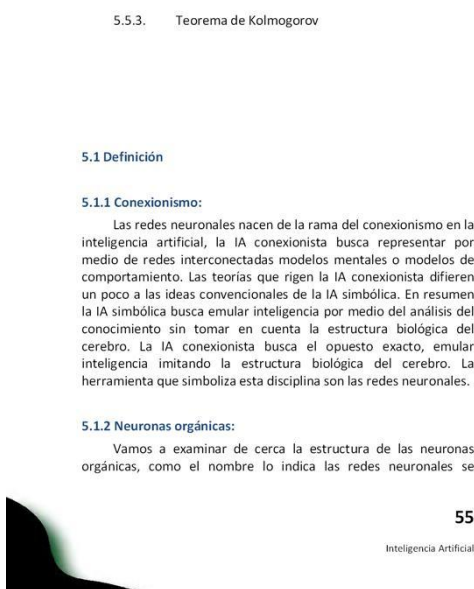 5.5.3. Teorema de Kolmogorov
5.1 Definición
5.1.1 Conexionismo:
Las redes neuronales nacen de la rama del conexionismo en la
inteligencia artificial, la IA conexionista busca representar por
medio de redes interconectadas modelos mentales o modelos de
comportamiento. Las teorías que rigen la IA conexionista difieren
un poco a las ideas convencionales de la IA simbólica. En resumen
la IA simbólica busca emular inteligencia por medio del análisis del
conocimiento sin tomar en cuenta la estructura biológica del
cerebro. La IA conexionista busca el opuesto exacto, emular
inteligencia imitando la estructura biológica del cerebro. La
herramienta que simboliza esta disciplina son las redes neuronales.
5.1.2 Neuronas orgánicas:
Vamos a examinar de cerca la estructura de las neuronas
orgánicas, como el nombre lo indica las redes neuronales se
55
Inteligencia Artificial